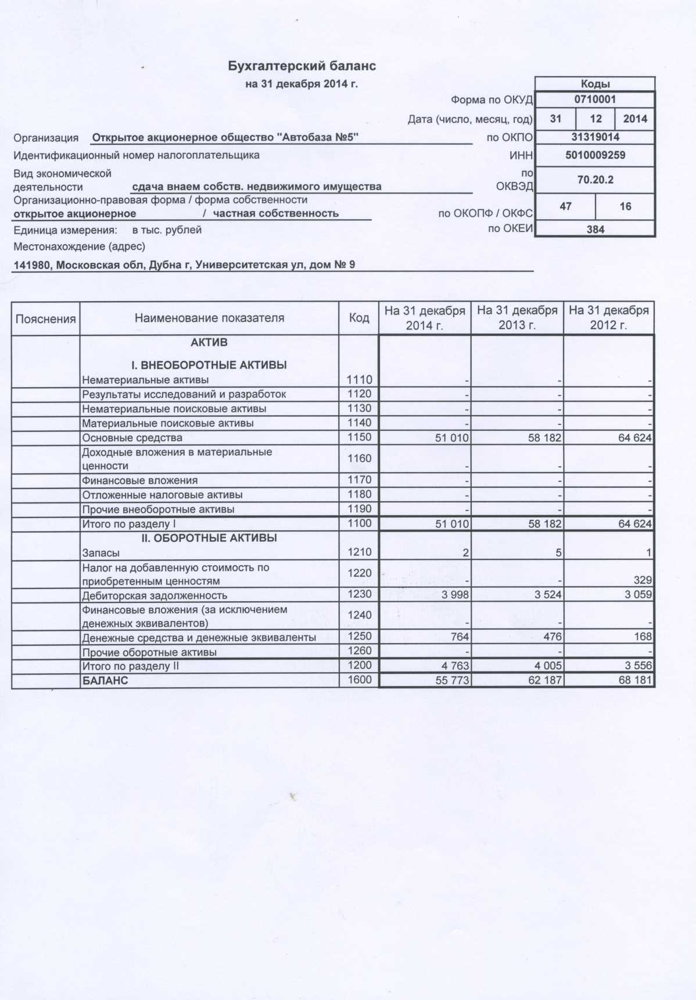 Бухгалтерский баланс
на 31 декабря 2014 г.
Коды
Форма по ОКУД 0710001
Дата (число, месяц, год) 31 12 2014
Организация Открытое акционерное общество "Автобаза №5" по ОКПО 31319014
Идентификационный номер налогоплательщика ИНН 5010009259
Вид экономической по
деятельности сдача внаем собств. недвижимого имущества ОКВЭД 70.20.2
Организационно-правовая форма / форма собственности
открытое акционерное / частная собственность по ОКОПФ / ОКФС 47 16
Единица измерения: в тыс. рублей по ОКЕИ 384
Местонахождение (адрес)
141980, Московская обл, Дубна г, Университетская ул, дом № 9
Пояснения Наименование показателя Код На 31 декабря 2014 г. На 31 декабря 2013 г. На 31 декабря 2012 г.
АКТИВ
I. ВНЕОБОРОТНЫЕ АКТИВЫ
Нематериальные активы 1110 - - -
Результаты исследований и разработок 1120 - - -
Нематериальные поисковые активы 1130 - - -
Материальные поисковые активы 1140 - - -
Основные средства 1150 51 010 58 182 64 624
Доходные вложения в материальные
ценности 1160 - - -
Финансовые вложения 1170 - - -
Отложенные налоговые активы 1180 - - -
Прочие внеоборотные активы 1190 - - -
Итого по разделу I 1100 51 010 58 182 64 624
II. ОБОРОТНЫЕ АКТИВЫ
Запасы 1210 2 5 1
Налог на добавленную стоимость по
приобретенным ценностям 1220 - - 329
Дебиторская задолженность 1230 3 998 3 524 3 059
Финансовые вложения (за исключением
денежных эквивалентов) 1240 - - -
Денежные средства и денежные эквиваленты 1250 764 476 168
Прочие оборотные активы 1260 - - -
Итого по разделу II 1200 4 763 4 005 3 556
БАЛАНС 1600 55 773 62 187 68 181